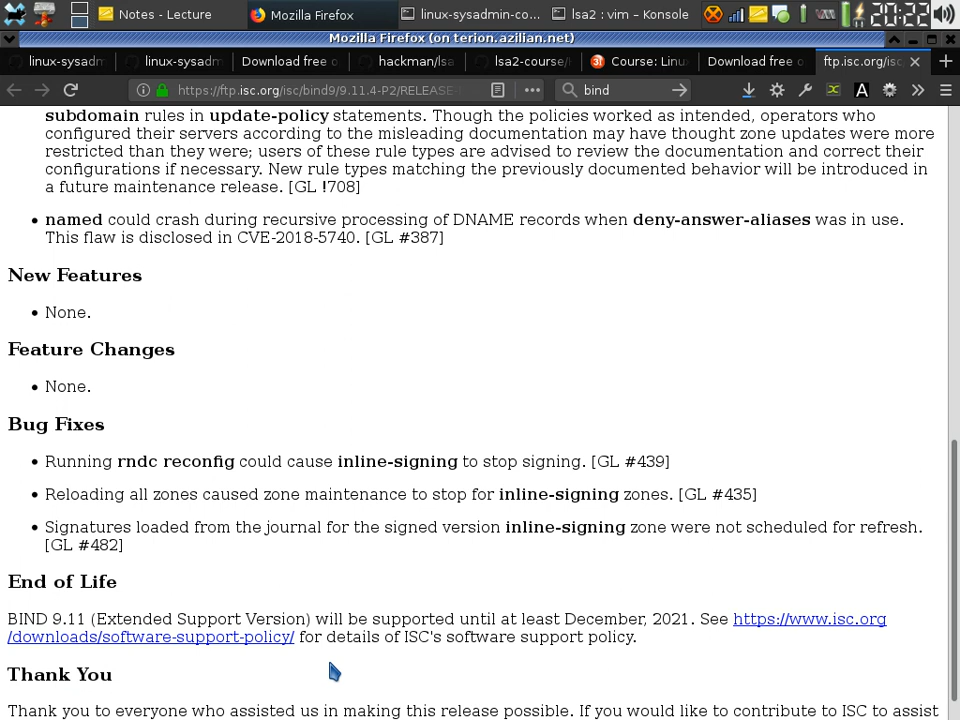 Notes - Lecture
Mozilla Firefox
linux-sysadmin-co...
lsa2 : vim – Konsole
20:22
Mozilla Firefox (on terion.azilian.net)
linux-sysadm
linux-sysadm
Download free o
hackman/lsa
lsa2-course/
Course: Linu
Download free o
ftp.isc.org/isc
https://ftp.isc.org/isc/bind9/9.11.4-P2/RELEASE-
bind
subdomain rules in update-policy statements. Though the policies worked as intended, operators who
configured their servers according to the misleading documentation may have thought zone updates were more
restricted than they were; users of these rule types are advised to review the documentation and correct their
configurations if necessary. New rule types matching the previously documented behavior will be introduced in
a future maintenance release. [GL !708]
• named could crash during recursive processing of DNAME records when deny-answer-aliases was in use.
This flaw is disclosed in CVE-2018-5740. [GL #387]
New Features
• None.
Feature Changes
• None.
Bug Fixes
• Running rndc reconfig could cause inline-signing to stop signing. [GL #439]
• Reloading all zones caused zone maintenance to stop for inline-signing zones. [GL #435]
• Signatures loaded from the journal for the signed version inline-signing zone were not scheduled for refresh.
[GL #482]
End of Life
BIND 9.11 (Extended Support Version) will be supported until at least December, 2021. See https://www.isc.org
/downloads/software-support-policy/ for details of ISC's software support policy.
Thank You
Thank you to everyone who assisted us in making this release possible. If you would like to contribute to ISC to assist